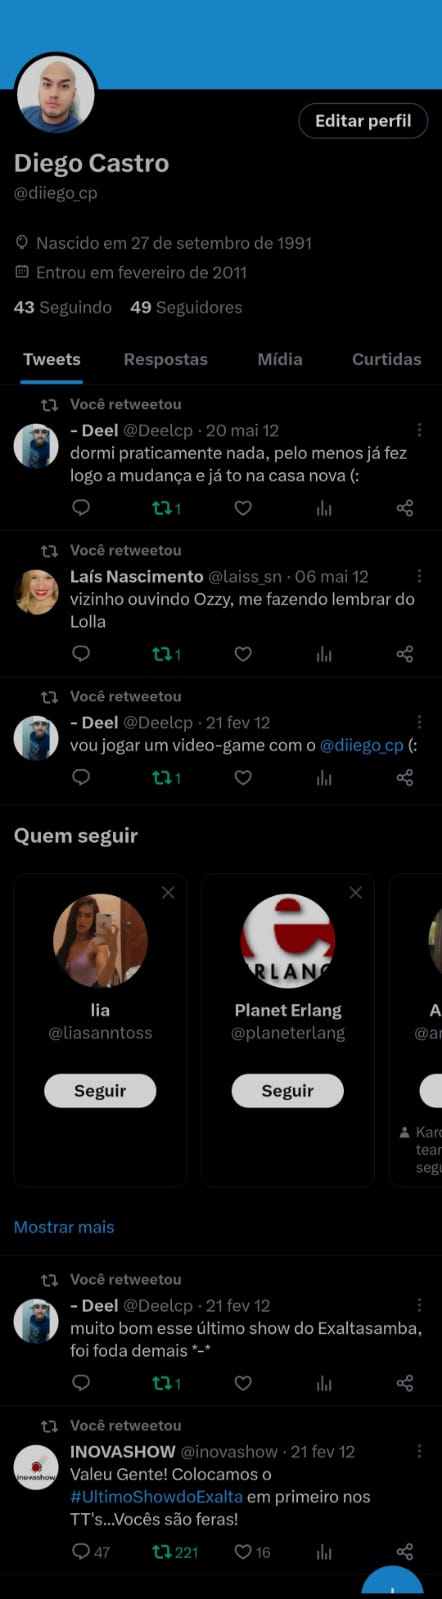 Editar perfil
Diego Castro
@diiego_cp
Nascido em 27 de setembro de 1991
Entrou em fevereiro de 2011
43 Seguindo 49 Seguidores
Tweets Respostas Mídia Curtidas
Você retweetou
- Deel @Deelcp · 20 mai 12
dormi praticamente nada, pelo menos já fez
logo a mudança e já to na casa nova (:
1
Você retweetou
Laís Nascimento @laiss_sn · 06 mai 12
vizinho ouvindo Ozzy, me fazendo lembrar do
Lolla
1
Você retweetou
- Deel @Deelcp · 21 fev 12
vou jogar um video-game com o @diiego_cp (:
1
Quem seguir
ERLANG
lia
@liasanntoss
Seguir
Planet Erlang
@planeterlang
Seguir
Mostrar mais
Você retweetou
- Deel @Deelcp · 21 fev 12
muito bom esse último show do Exaltasamba,
foi foda demais *-*
1
Você retweetou
inovashow
INOVASHOW @inovashow · 21 fev 12
Valeu Gente! Colocamos o
#UltimoShowdoExalta em primeiro nos
TT's...Vocês são feras!
47 221 16